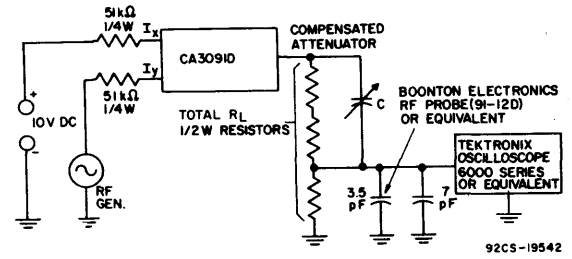 51kΩ
1/4W
Ix
CA3091D
Iy
51kΩ
1/4W
+
10V DC
-
RF
GEN.
COMPENSATED
ATTENUATOR
TOTAL RL
1/2W RESISTORS
C
BOONTON ELECTRONICS
RF PROBE(91-12D)
OR EQUIVALENT
TEKTRONIX
OSCILLOSCOPE
6000 SERIES
OR EQUIVALENT
3.5
pF
7
pF
92CS-19542